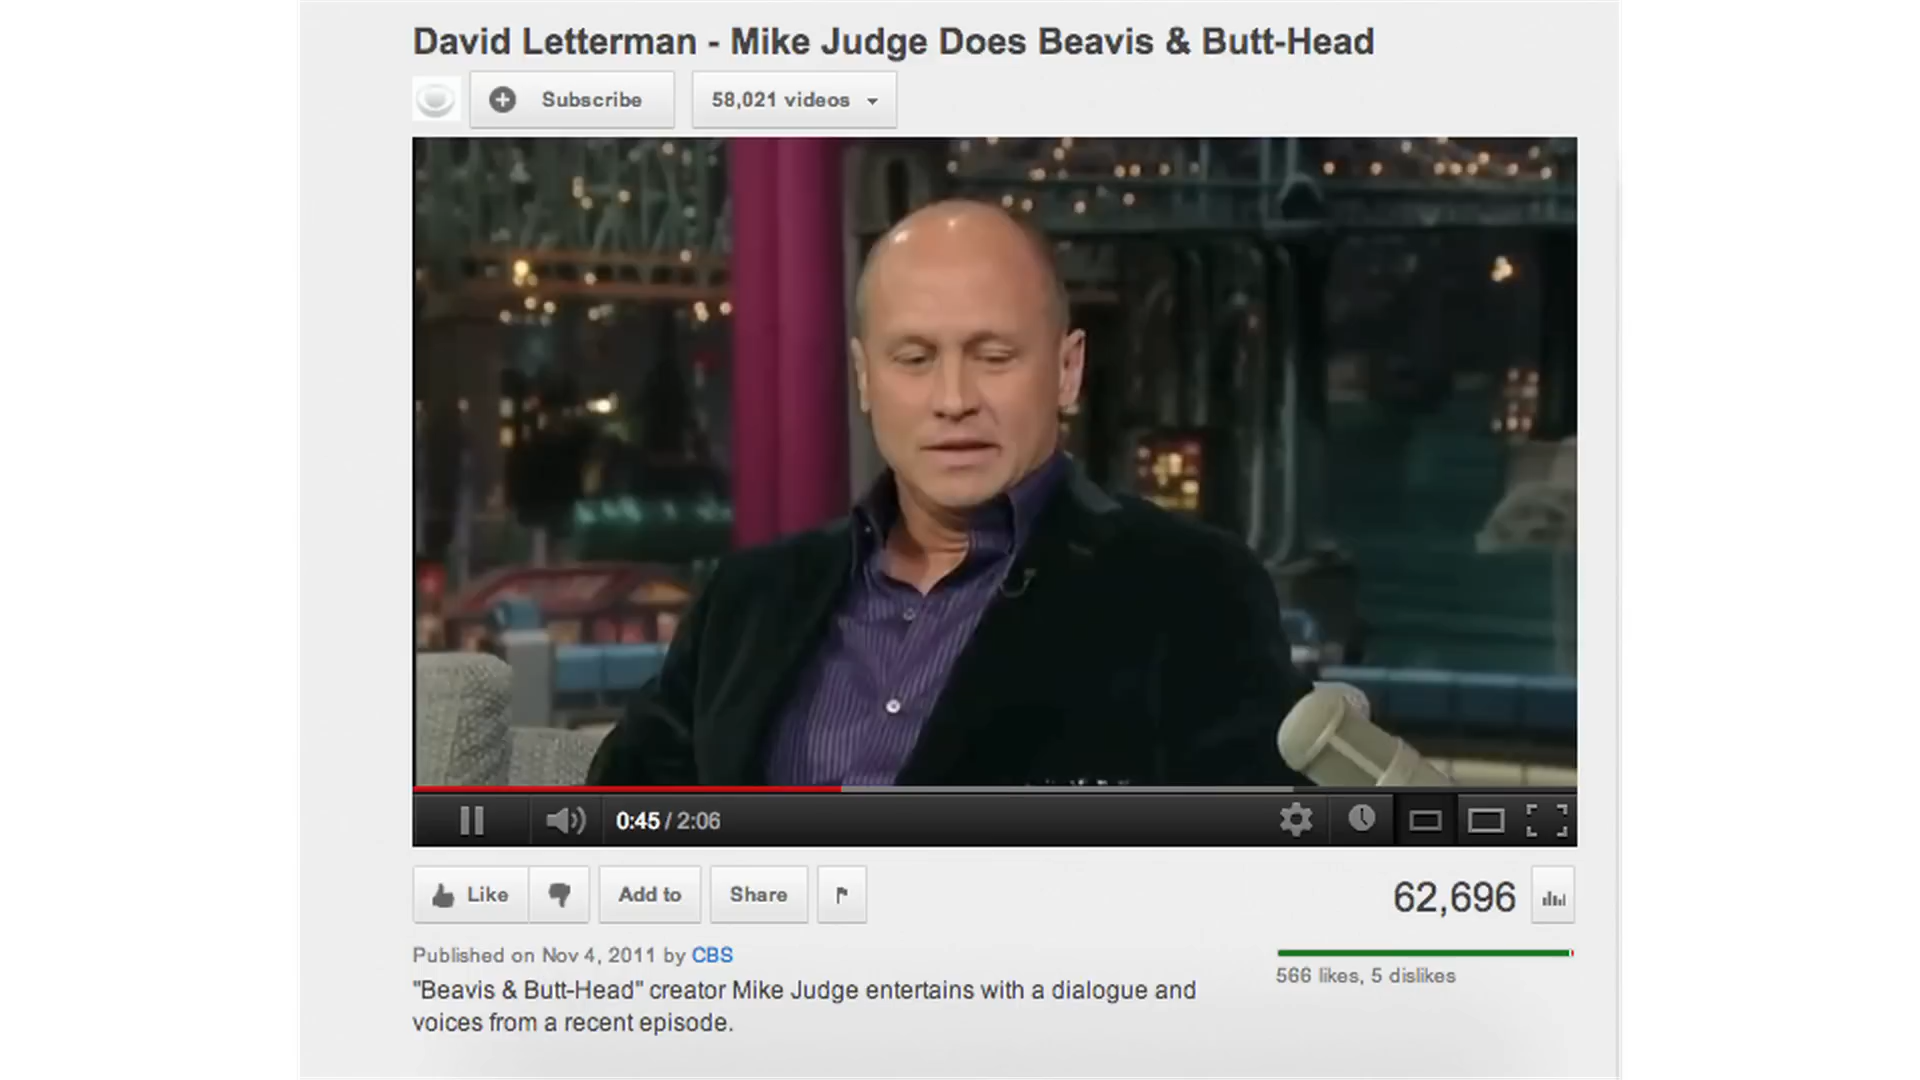 David Letterman - Mike Judge Does Beavis & Butt-Head
Subscribe
58,021 videos
0:45 / 2:06
Like
Add to
Share
62,696
Published on Nov 4, 2011 by CBS
566 likes, 5 dislikes
"Beavis & Butt-Head" creator Mike Judge entertains with a dialogue and
voices from a recent episode.